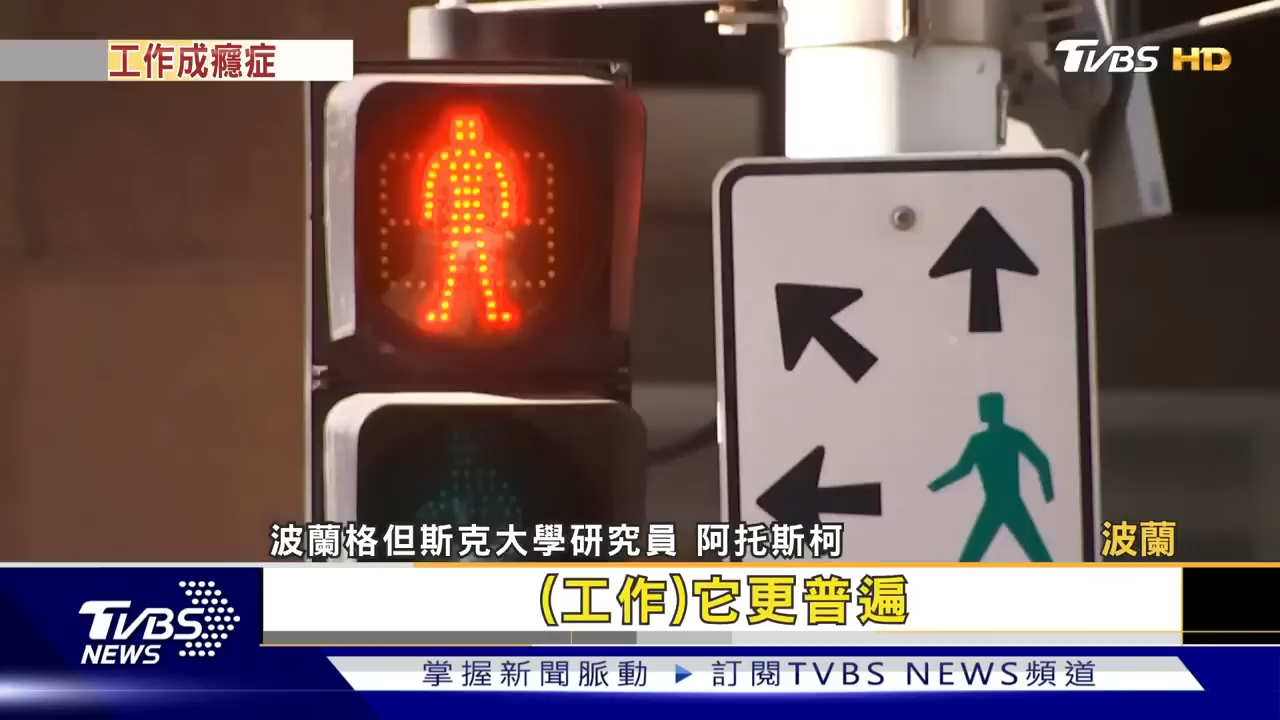 工作成癮症
TVBS HD
波蘭格但斯克大學研究員 阿托斯柯
波蘭
(工作)它更普遍
TVBS
NEWS
掌握新聞脈動 ▶ 訂閱TVBS NEWS頻道